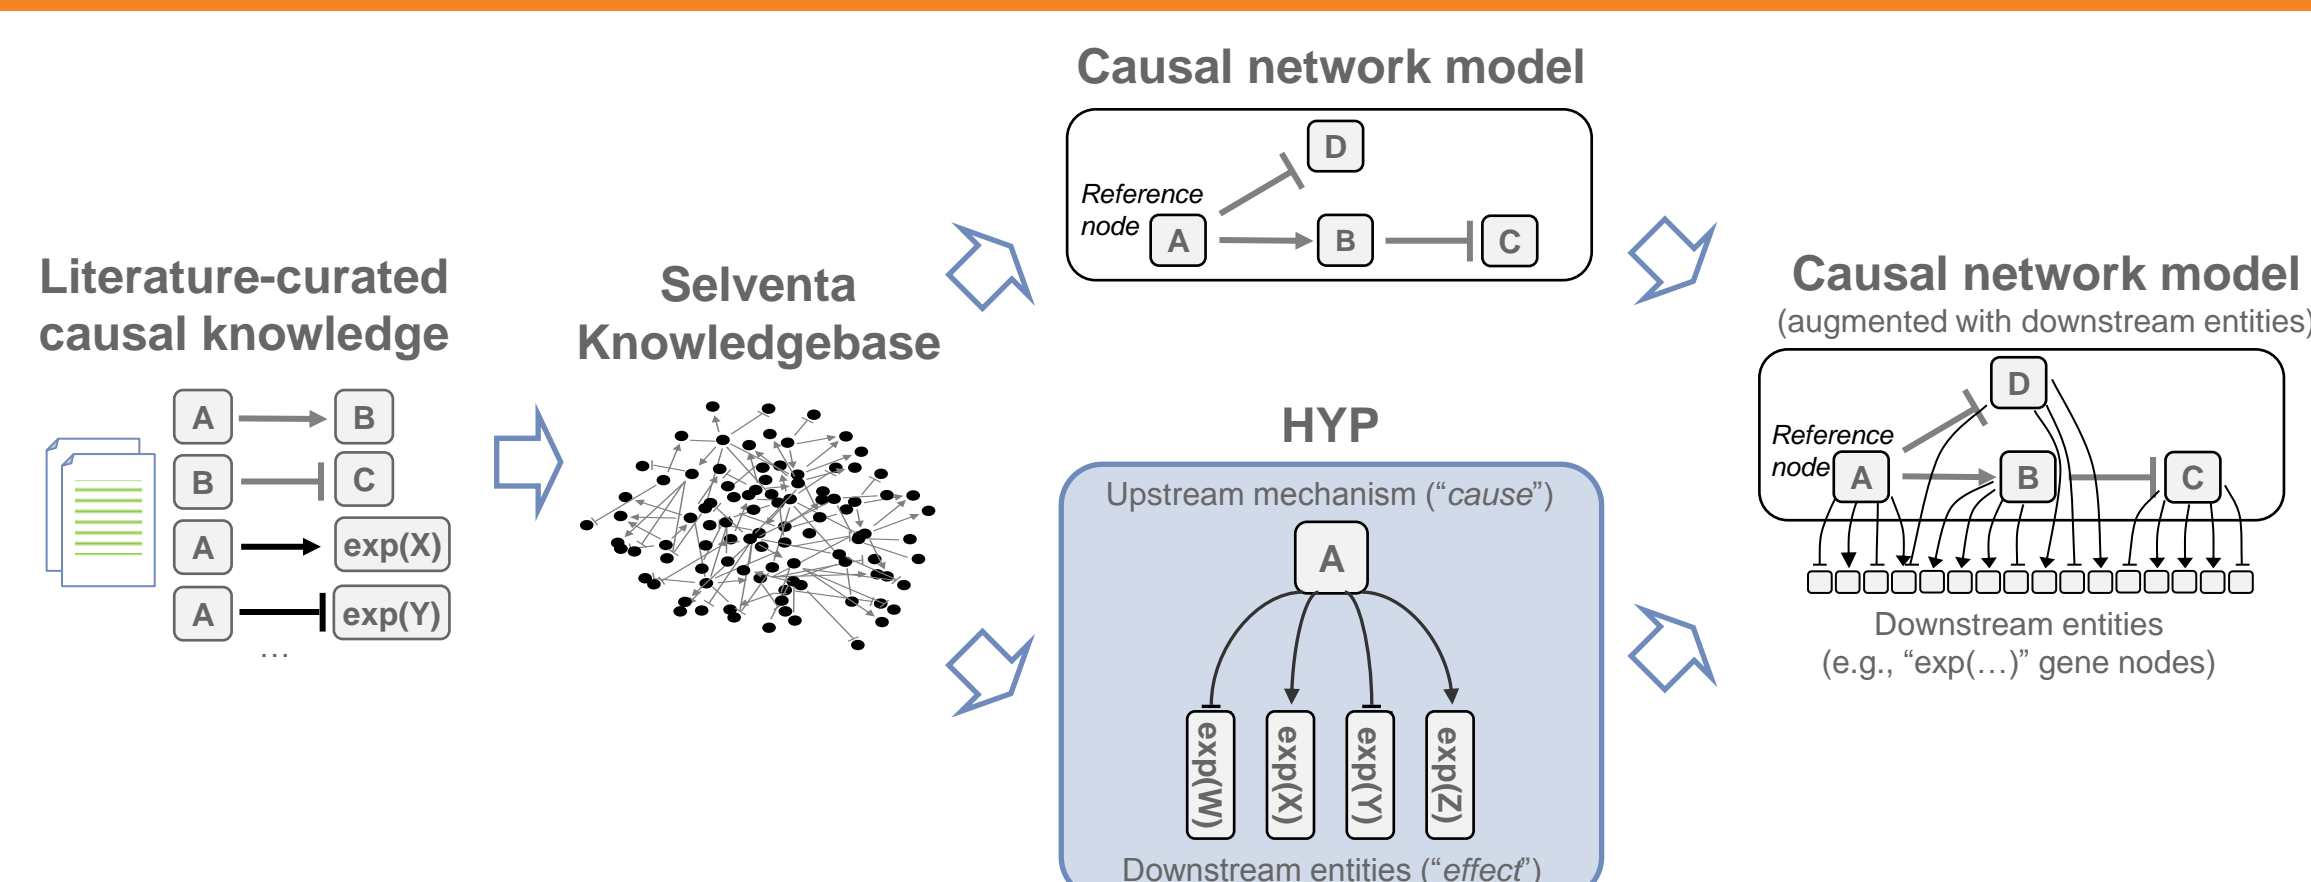 Literature-curated
causal knowledge
A
B
B
C
A
exp(X)
A
exp(Y)
…
Selventa
Knowledgebase
Causal network model
D
Reference
node
A
B
C
HYP
Upstream mechanism (“cause”)
A
exp(W)
exp(X)
exp(Y)
exp(Z)
Downstream entities (“effect”)
Causal network model
(augmented with downstream entities)
D
Reference
node
A
B
C
Downstream entities
(e.g., “exp(…)” gene nodes)